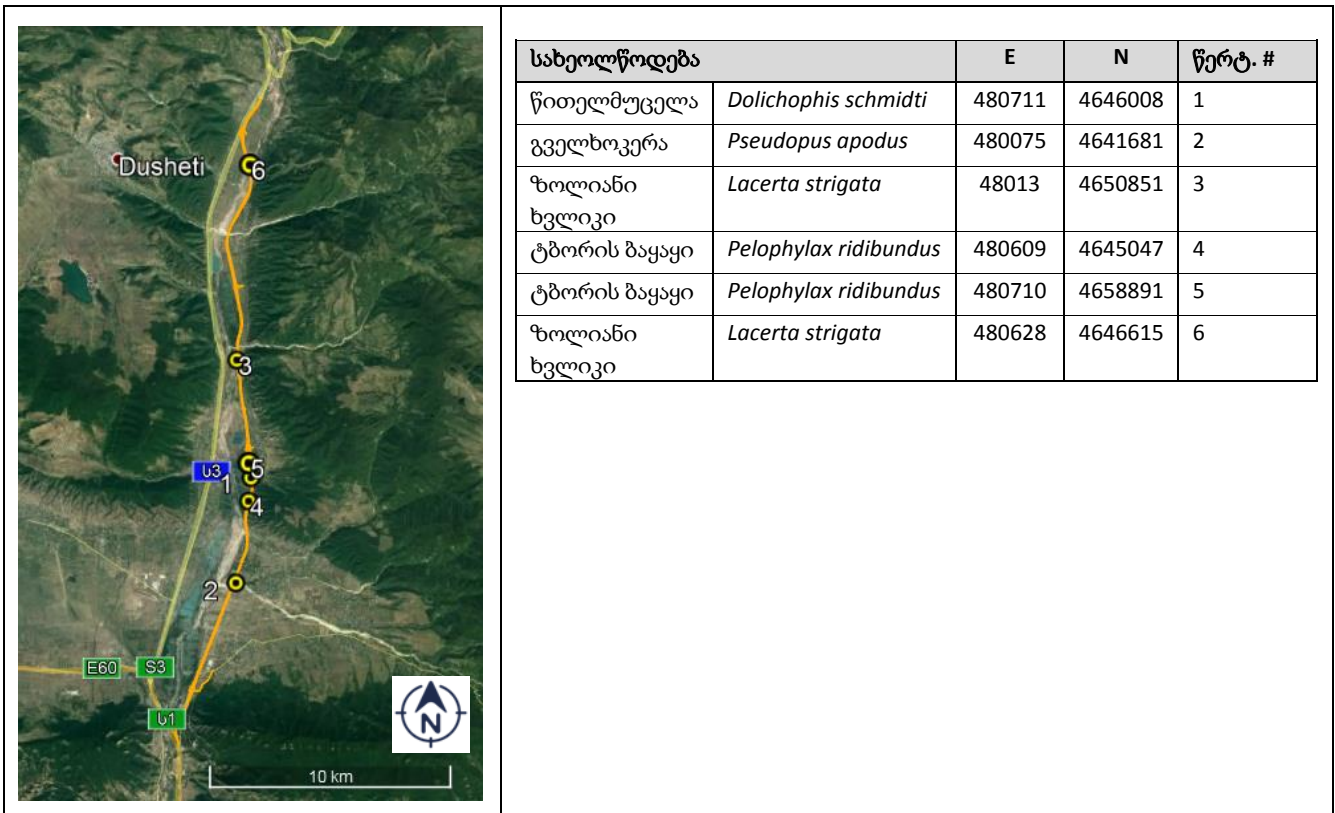 Dusheti
6
3
ს3
5
1
4
2
E60
S3
ს1
N
10 km
სახეოლწოდება E N წერტ. #
წითელმუცელა Dolichophis schmidti 480711 4646008 1
გველხოკერა Pseudopus apodus 480075 4641681 2
ზოლიანი Lacerta strigata 48013 4650851 3
ხვლიკი
ტბორის ბაყაყი Pelophylax ridibundus 480609 4645047 4
ტბორის ბაყაყი Pelophylax ridibundus 480710 4658891 5
ზოლიანი Lacerta strigata 480628 4646615 6
ხვლიკი